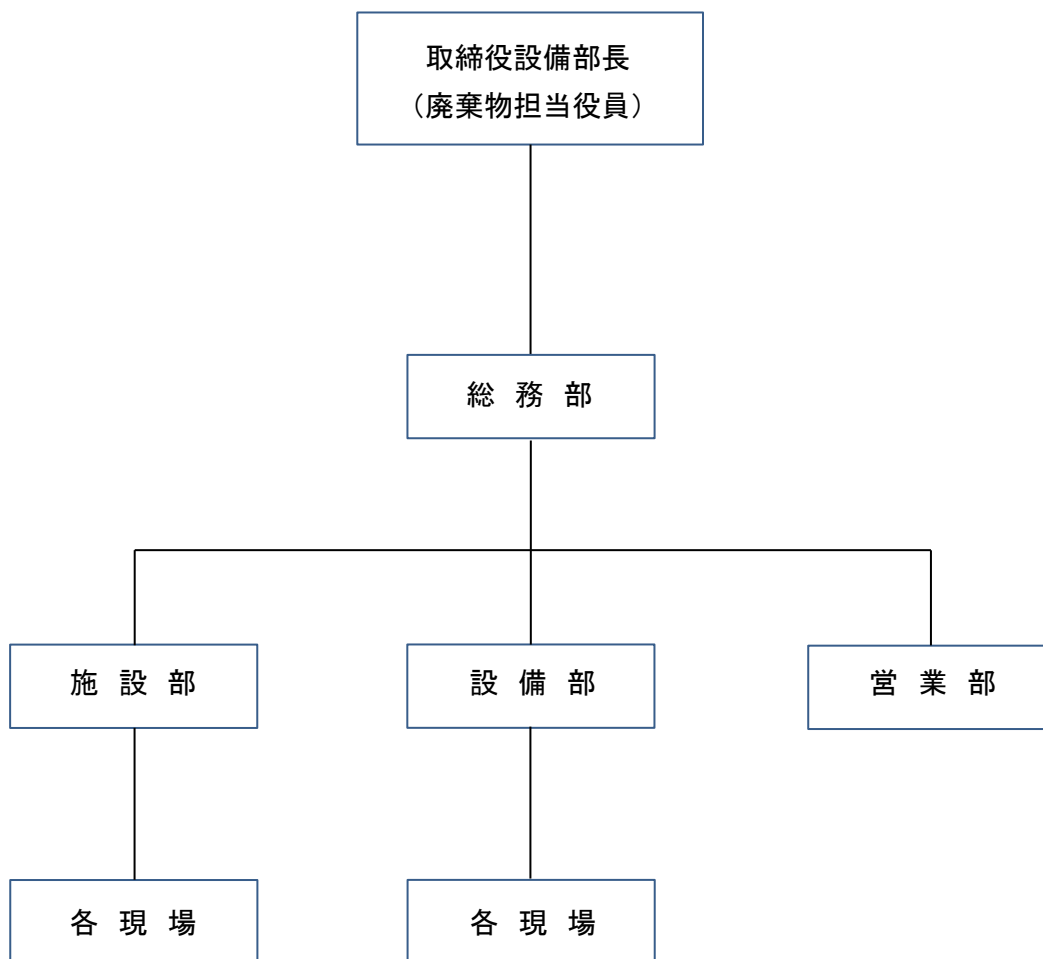 取締役設備部長
（廃棄物担当役員）
総 務 部
施 設 部
設 備 部
営 業 部
各 現 場
各 現 場